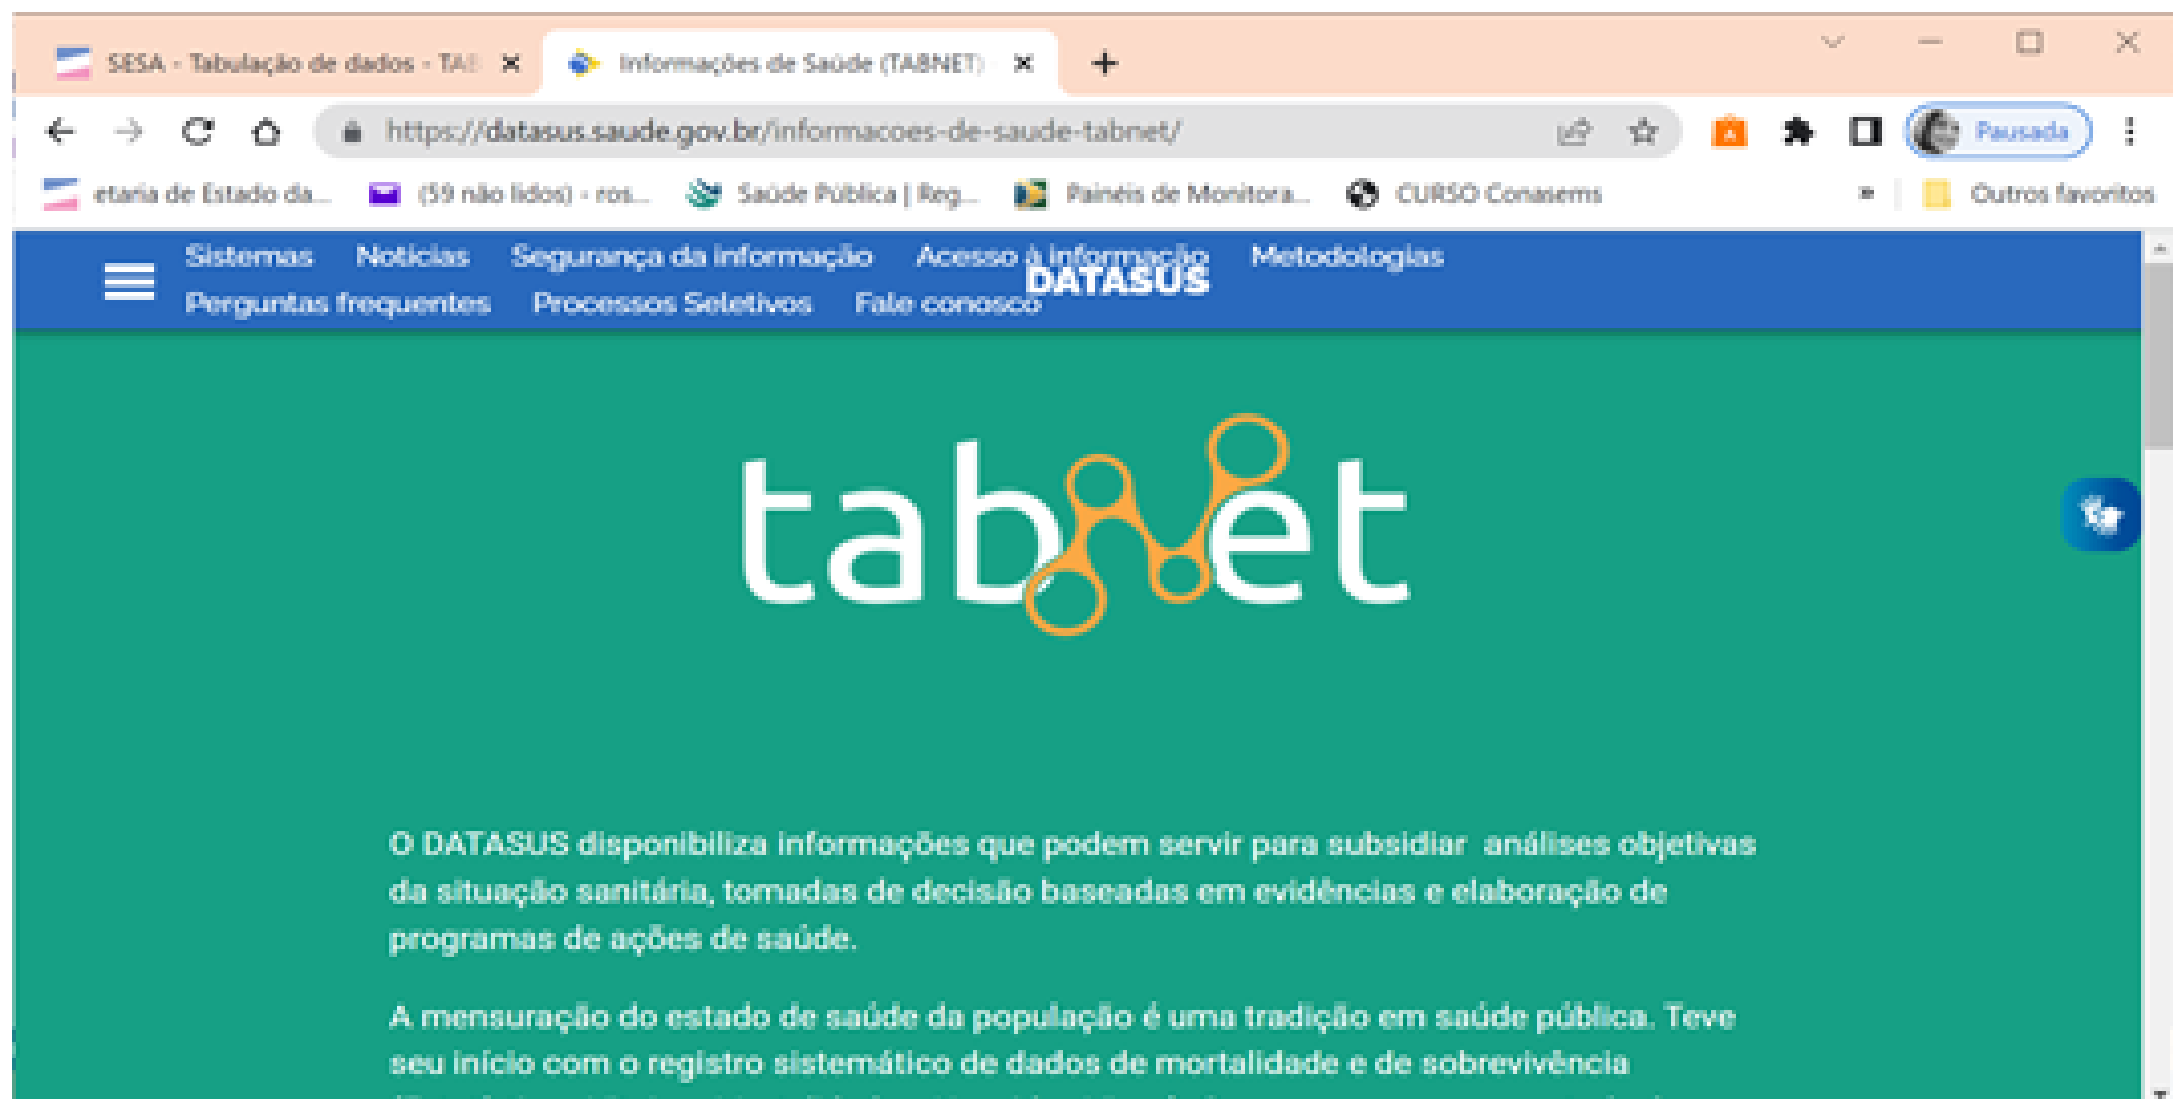 SESA - Tabulação de dados - TAB
Informações de Saúde (TABNET) -
https://datasus.saude.gov.br/informacoes-de-saude-tabnet/
Pausada
etaria de Estado da...
(59 não lidos) - ros...
Saúde Pública | Reg...
Painéis de Monitora...
CURSO Conasems
»
Outros favoritos
Sistemas Notícias Segurança da informação Acesso à informação Metodologias
DATASUS
Perguntas frequentes Processos Seletivos Fale conosco
tabNet
O DATASUS disponibiliza informações que podem servir para subsidiar análises objetivas
da situação sanitária, tomadas de decisão baseadas em evidências e elaboração de
programas de ações de saúde.
A mensuração do estado de saúde da população é uma tradição em saúde pública. Teve
seu início com o registro sistemático de dados de mortalidade e de sobrevivência